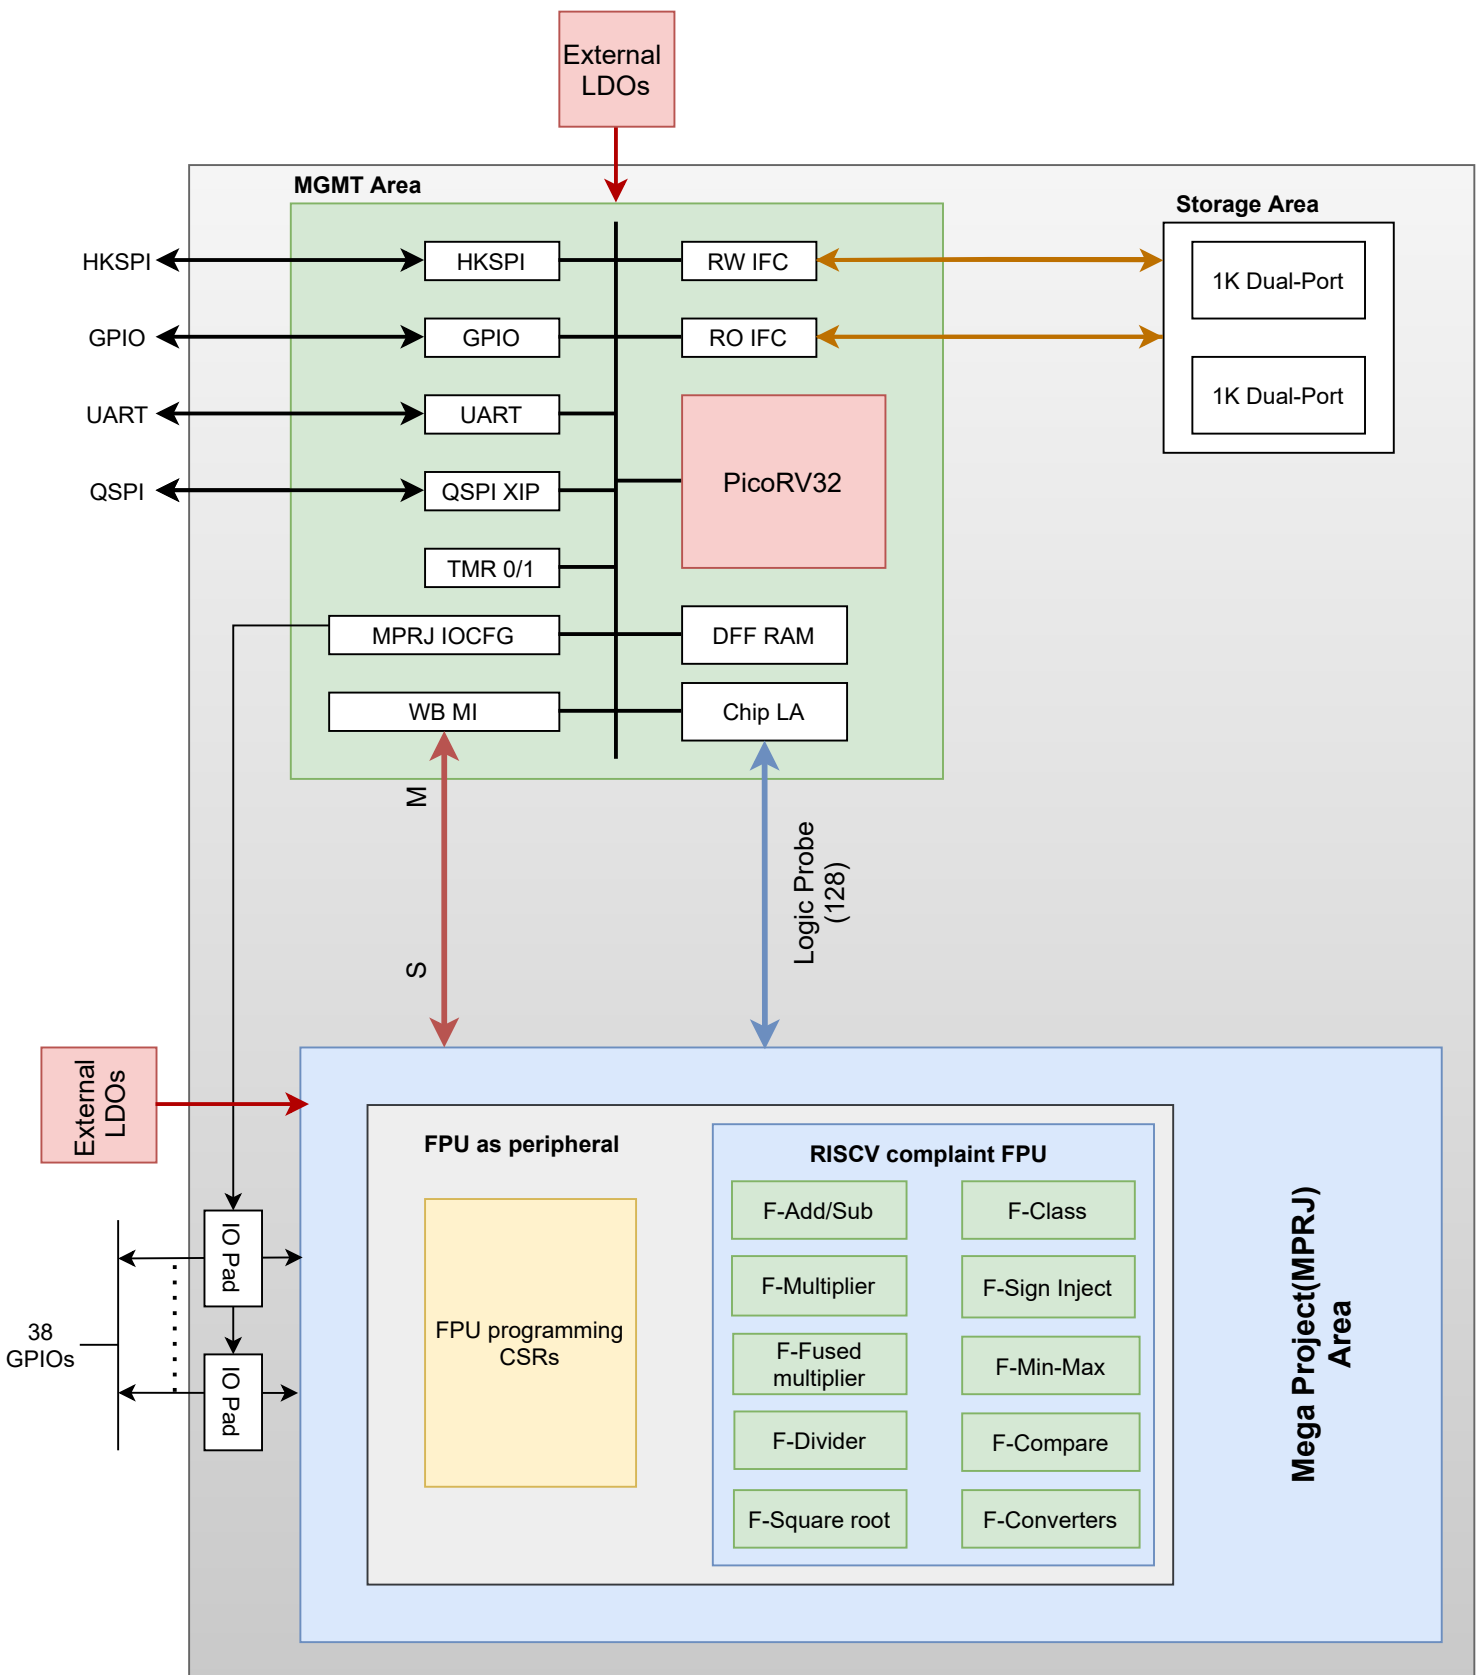 External
LDOs
MGMT Area
Storage Area
HKSPI
HKSPI
RW IFC
1K Dual-Port
GPIO
GPIO
RO IFC
1K Dual-Port
UART
UART
PicoRV32
QSPI
QSPI XIP
TMR 0/1
MPRJ IOCFG
DFF RAM
WB MI
Chip LA
M
S
Logic Probe
(128)
External
LDOs
FPU as peripheral
RISCV complaint FPU
F-Add/Sub
F-Class
F-Multiplier
F-Sign Inject
F-Fused
multiplier
F-Min-Max
F-Divider
F-Compare
F-Square root
F-Converters
FPU programming
CSRs
Mega Project(MPRJ)
Area
IO Pad
IO Pad
38
GPIOs